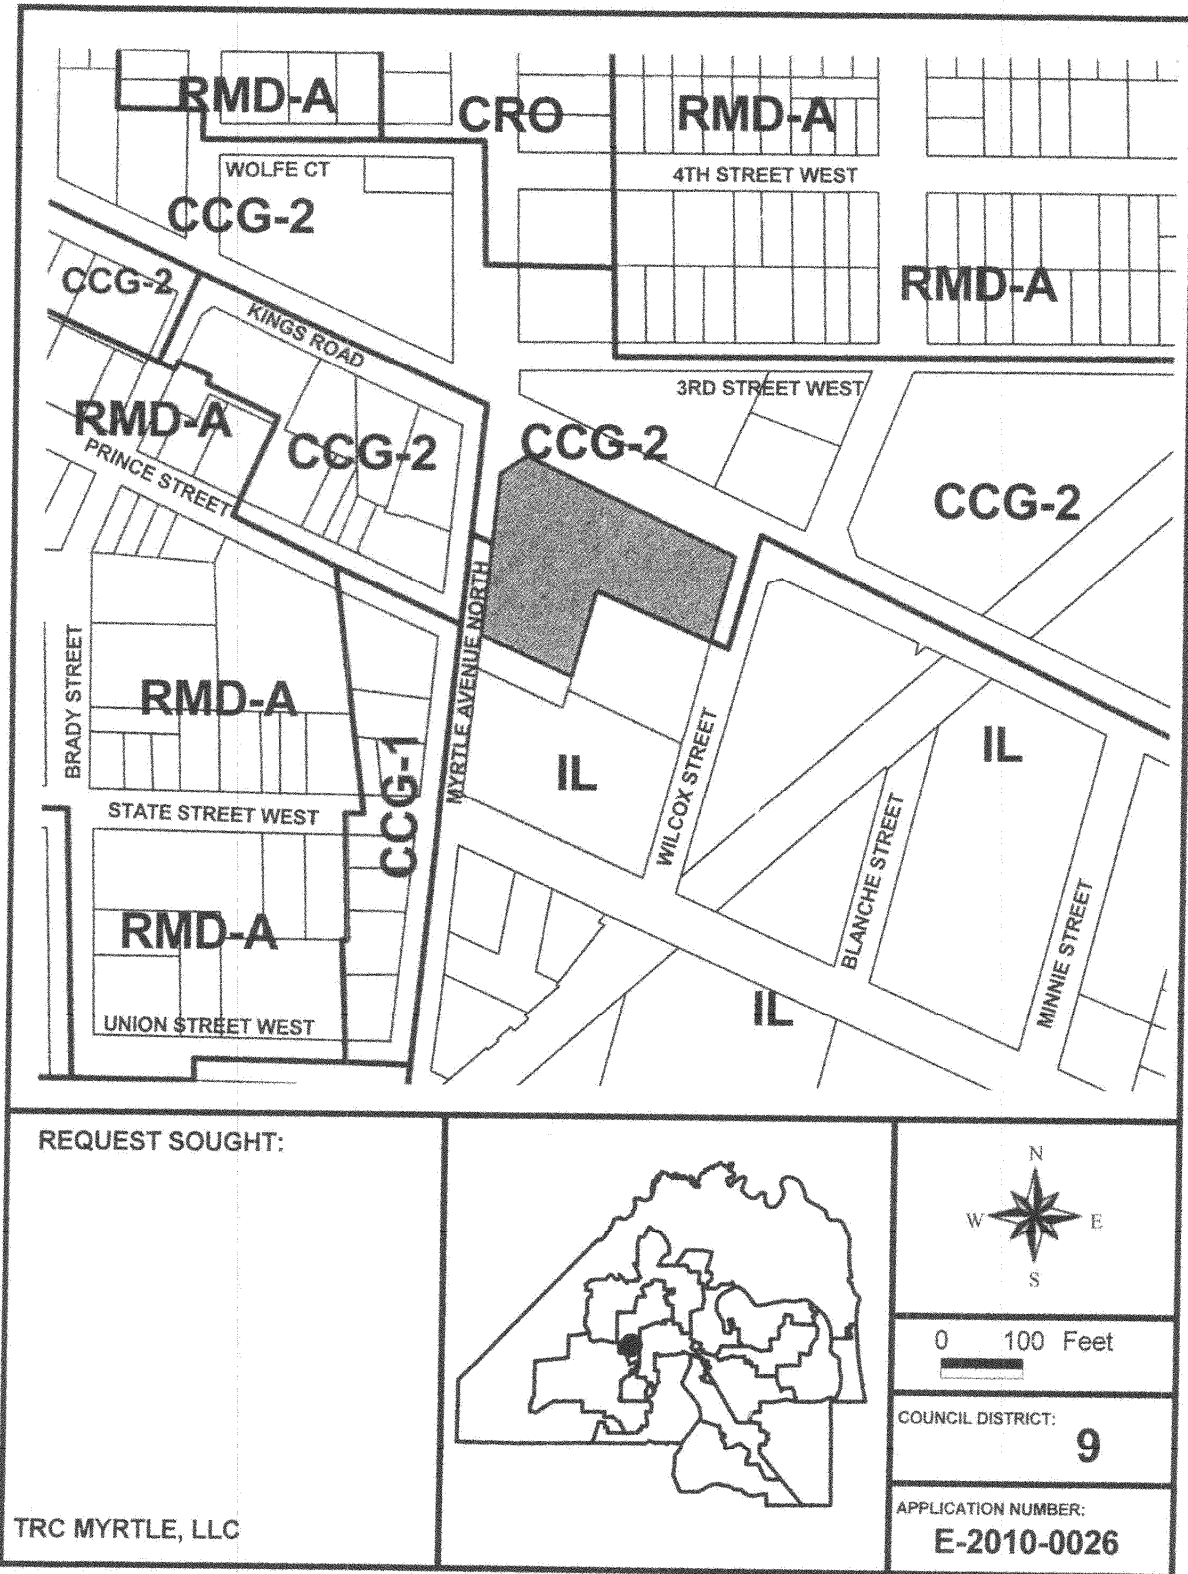 RMD-A
CRO
RMD-A
WOLFE CT
4TH STREET WEST
CCG-2
CCG-2
RMD-A
KINGS ROAD
3RD STREET WEST
RMD-A
CCG-2
CCG-2
PRINCE STREET
CCG-2
MYRTLE AVENUE NORTH
BRADY STREET
RMD-A
CCG-1
IL
WILCOX STREET
IL
STATE STREET WEST
BLANCHE STREET
RMD-A
MINNIE STREET
IL
UNION STREET WEST
REQUEST SOUGHT:
TRC MYRTLE, LLC
N
W E
S
0 100 Feet
COUNCIL DISTRICT:
9
APPLICATION NUMBER:
E-2010-0026